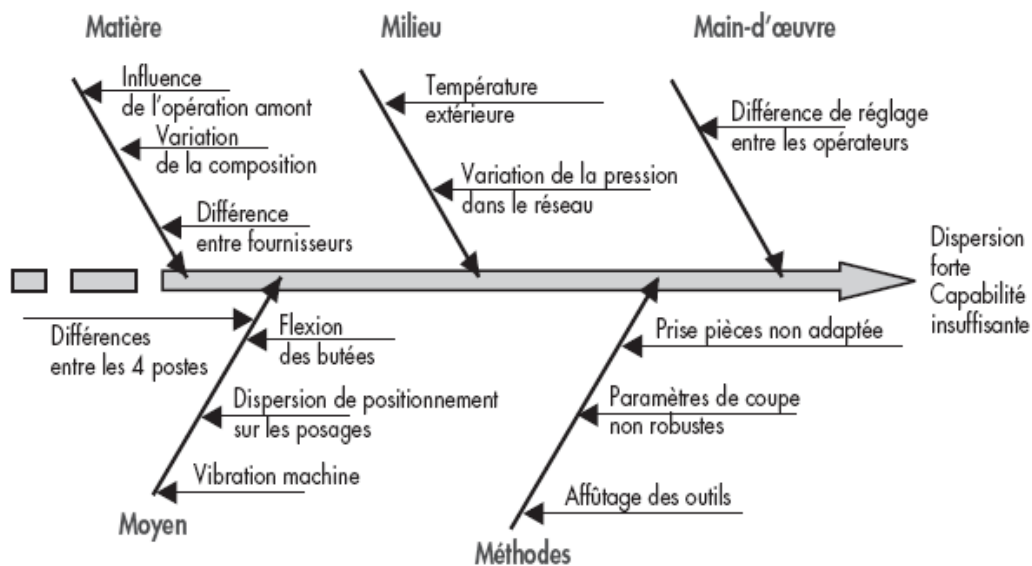 Matière
Milieu
Main-d'œuvre
Influence
de l'opération amont
Variation
de la composition
Différence
entre fournisseurs
Température
extérieure
Variation de la pression
dans le réseau
Différence de réglage
entre les opérateurs
Dispersion
forte
Capabilité
insuffisante
Différences
entre les 4 postes
Flexion
des butées
Dispersion de positionnement
sur les posages
Vibration machine
Moyen
Prise pièces non adaptée
Paramètres de coupe
non robustes
Affûtage des outils
Méthodes